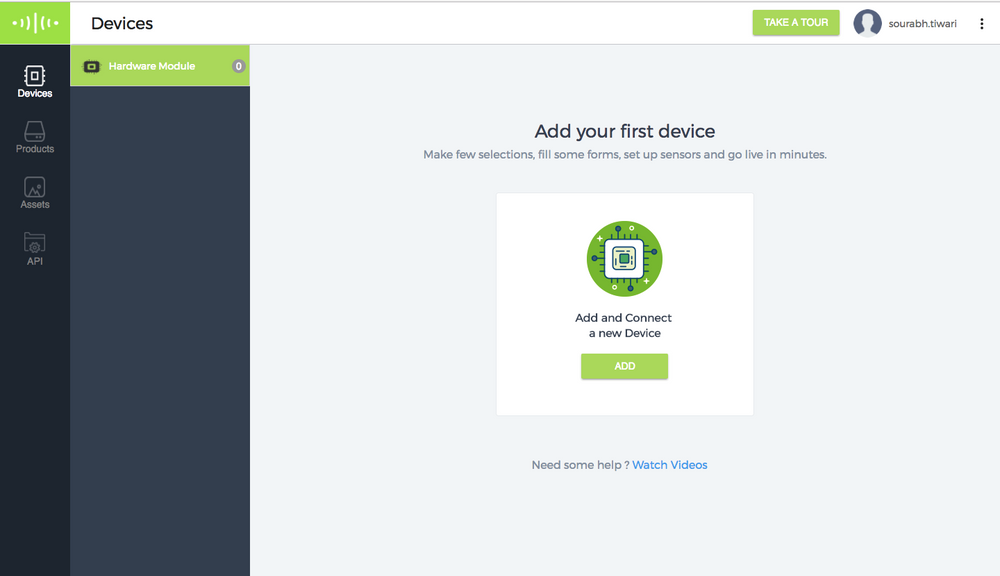 Devices
TAKE A TOUR
sourabh.tiwari
Devices
Products
Assets
API
Hardware Module
0
Add your first device
Make few selections, fill some forms, set up sensors and go live in minutes.
Add and Connect
a new Device
ADD
Need some help ? Watch Videos